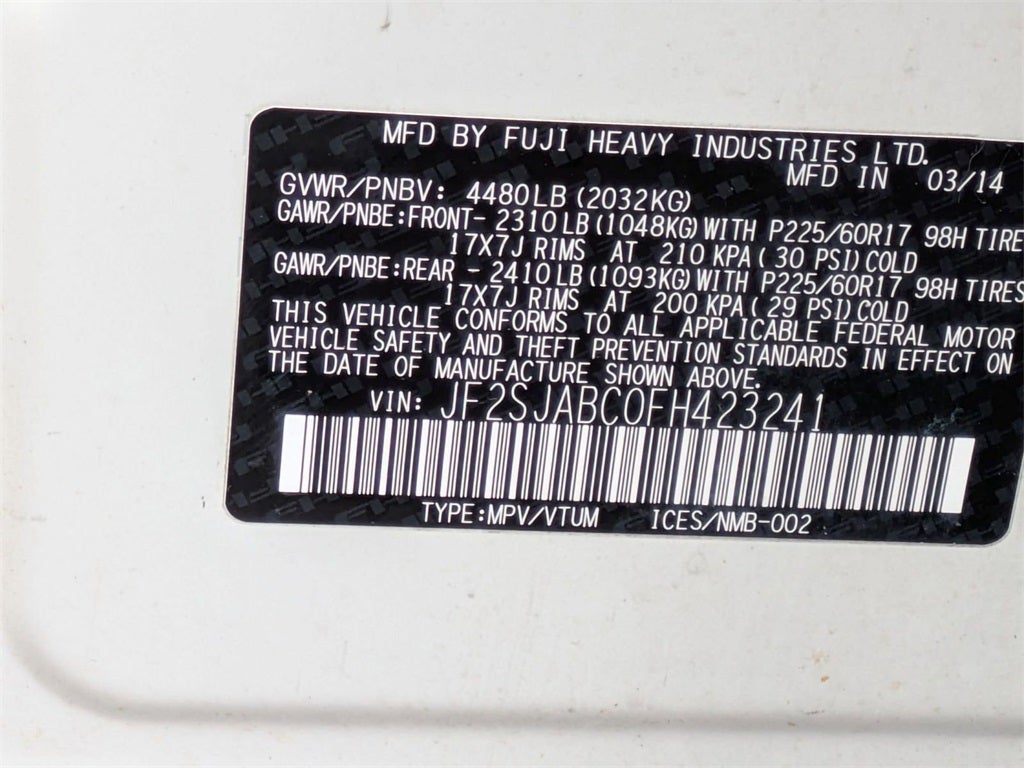 MFD BY FUJI HEAVY INDUSTRIES LTD.
MFD IN 03/14
GVWR/PNBV: 4480LB (2032KG)
GAWR/PNBE:FRONT- 2310LB (1048KG) WITH P225/60R17 98H TIRE
17X7J RIMS AT 210 KPA ( 30 PSI) COLD
GAWR/PNBE:REAR - 2410LB (1093KG) WITH P225/60R17 98H TIRES
17X7J RIMS AT 200 KPA ( 29 PSI) COLD
THIS VEHICLE CONFORMS TO ALL APPLICABLE FEDERAL MOTOR
VEHICLE SAFETY AND THEFT PREVENTION STANDARDS IN EFFECT ON
THE DATE OF MANUFACTURE SHOWN ABOVE.
VIN: JF2SJABC0FH423241
TYPE:MPV/VTUM ICES/NMB-002